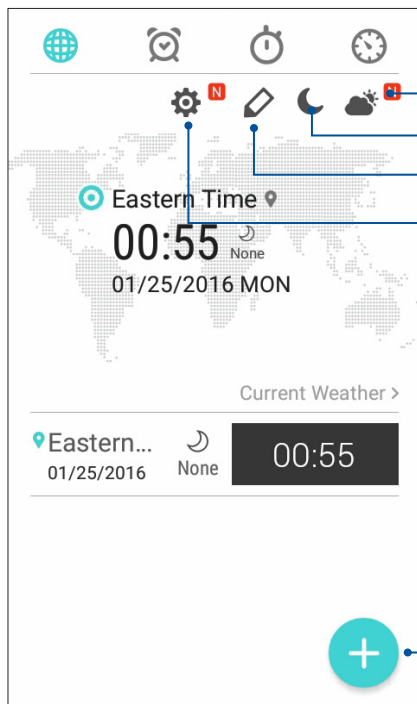 N
N
Eastern Time
00:55
None
01/25/2016 MON
Current Weather >
Eastern...
01/25/2016
None
00:55